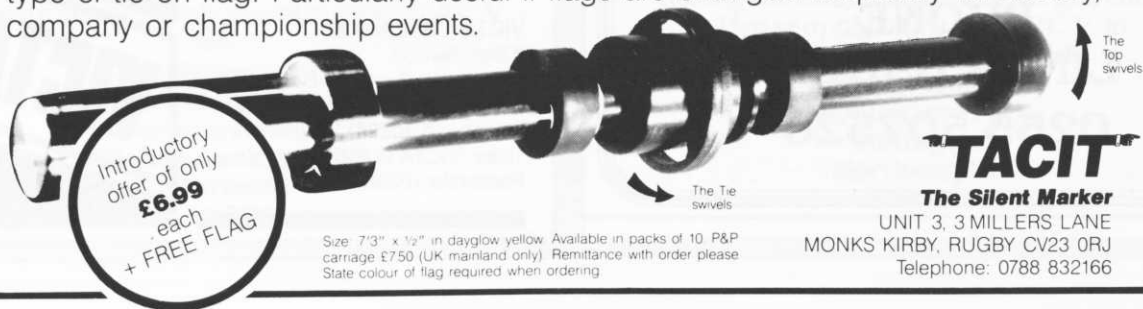 company or championship events.
The
Top
swivels
Introductory
offer of only
£6.99
each
+ FREE FLAG
The Tie
swivels
Size: 7'3" x ½" in dayglow yellow. Available in packs of 10. P&P
carriage £7.50 (UK mainland only). Remittance with order please.
State colour of flag required when ordering.
TACIT
The Silent Marker
UNIT 3, 3 MILLERS LANE
MONKS KIRBY, RUGBY CV23 0RJ
Telephone: 0788 832166